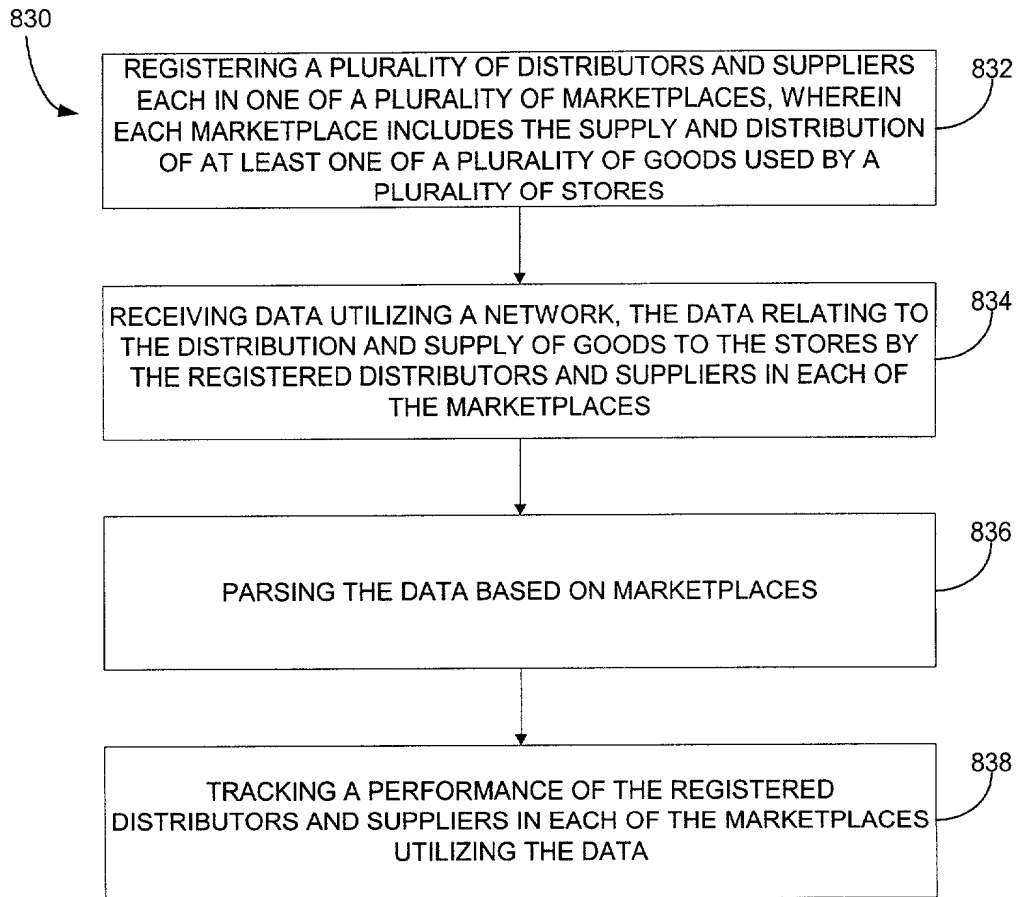 830
REGISTERING A PLURALITY OF DISTRIBUTORS AND SUPPLIERS
EACH IN ONE OF A PLURALITY OF MARKETPLACES, WHEREIN
EACH MARKETPLACE INCLUDES THE SUPPLY AND DISTRIBUTION
OF AT LEAST ONE OF A PLURALITY OF GOODS USED BY A
PLURALITY OF STORES
832
RECEIVING DATA UTILIZING A NETWORK, THE DATA RELATING TO
THE DISTRIBUTION AND SUPPLY OF GOODS TO THE STORES BY
THE REGISTERED DISTRIBUTORS AND SUPPLIERS IN EACH OF
THE MARKETPLACES
834
PARSING THE DATA BASED ON MARKETPLACES
836
TRACKING A PERFORMANCE OF THE REGISTERED
DISTRIBUTORS AND SUPPLIERS IN EACH OF THE MARKETPLACES
UTILIZING THE DATA
838